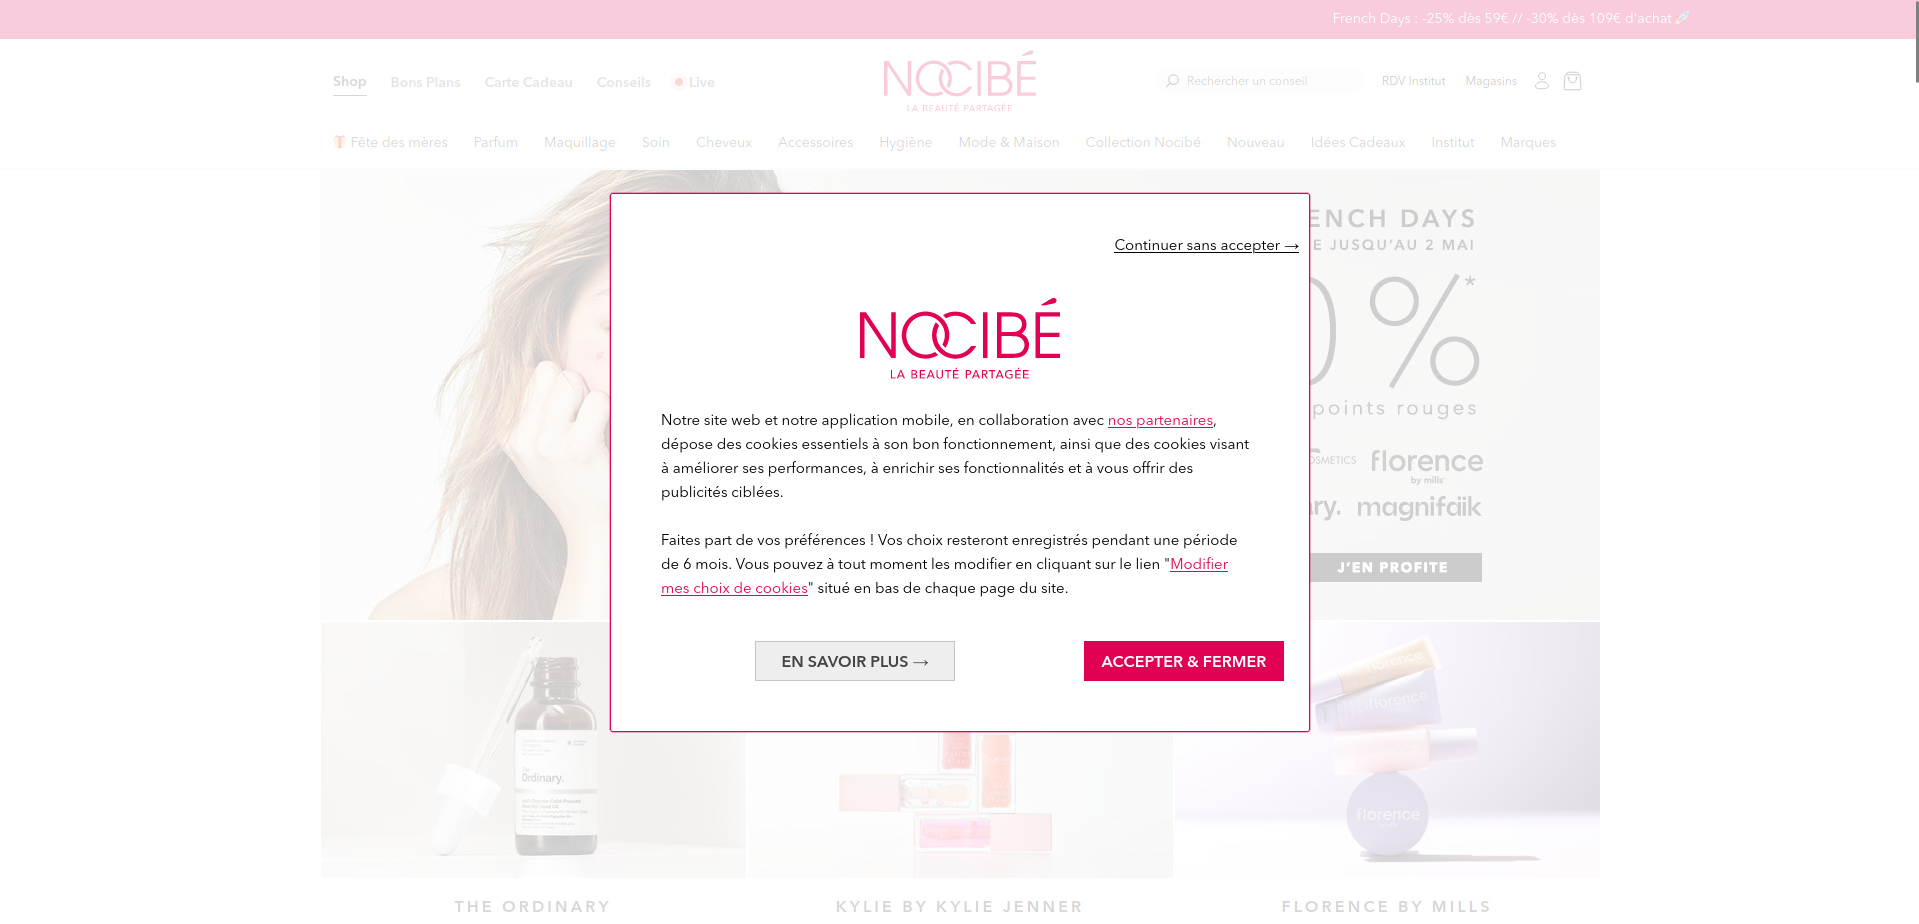 French Days : -25% dès 59€ // -30% dès 109€ d'achat
Shop Bons Plans Carte Cadeau Conseils Live
NOCIBÉ
LA BEAUTÉ PARTAGÉE
Rechercher un conseil
RDV Institut Magasins
Fête des mères Parfum Maquillage Soin Cheveux Accessoires Hygiène Mode & Maison Collection Nocibé Nouveau Idées Cadeaux Institut Marques
ENCH DAYS
E JUSQU'AU 2 MAI
0%*
points rouges
OSMETICS florence
by mills
ry. magnifaïk
J'EN PROFITE
Continuer sans accepter →
NOCIBÉ
LA BEAUTÉ PARTAGÉE
Notre site web et notre application mobile, en collaboration avec nos partenaires,
dépose des cookies essentiels à son bon fonctionnement, ainsi que des cookies visant
à améliorer ses performances, à enrichir ses fonctionnalités et à vous offrir des
publicités ciblées.
Faites part de vos préférences ! Vos choix resteront enregistrés pendant une période
de 6 mois. Vous pouvez à tout moment les modifier en cliquant sur le lien "Modifier
mes choix de cookies" situé en bas de chaque page du site.
EN SAVOIR PLUS →
ACCEPTER & FERMER
The
Ordinary.
florence
florence
florence
THE ORDINARY
KYLIE BY KYLIE JENNER
FLORENCE BY MILLS